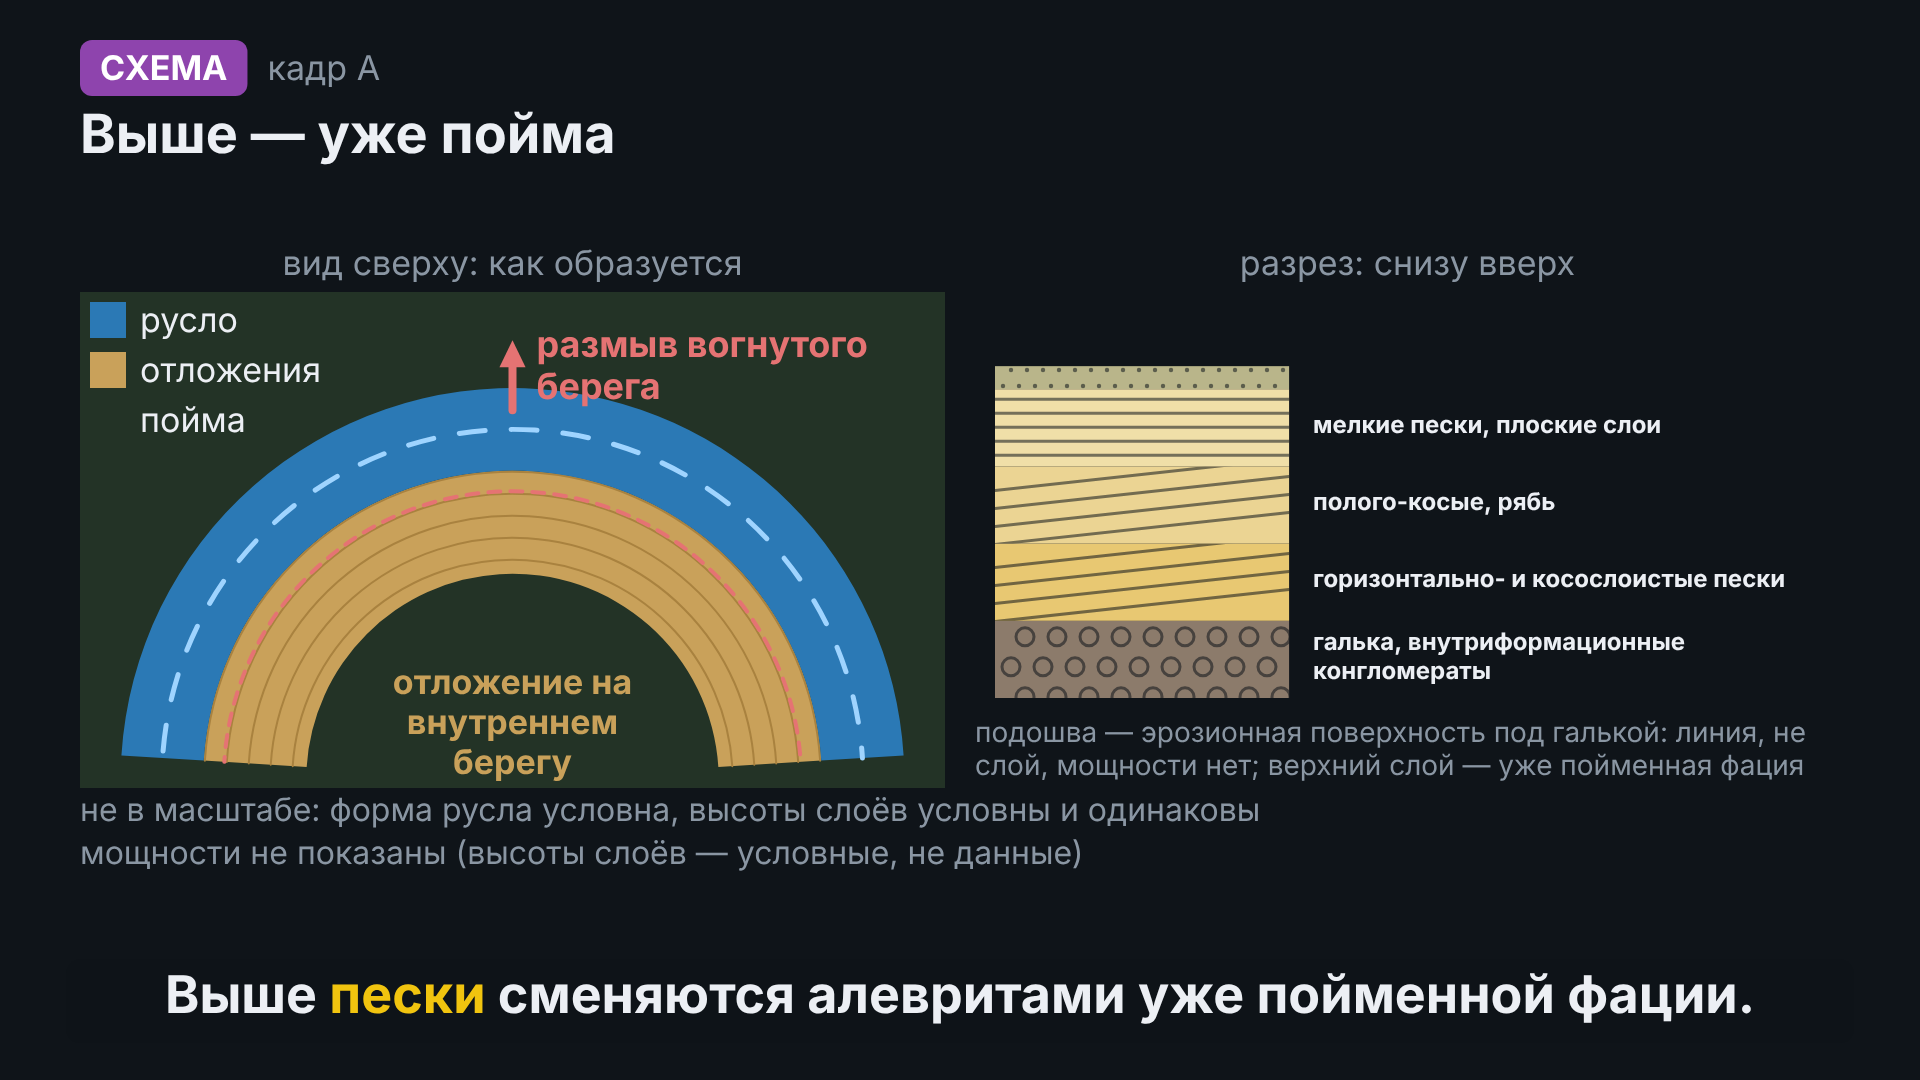 СХЕМА кадр А
Выше — уже пойма
вид сверху: как образуется
русло
отложения
пойма
размыв вогнутого
берега
отложение на
внутреннем
берегу
разрез: снизу вверх
мелкие пески, плоские слои
полого-косые, рябь
горизонтально- и косослоистые пески
галька, внутриформационные
конгломераты
подошва — эрозионная поверхность под галькой: линия, не
слой, мощности нет; верхний слой — уже пойменная фация
не в масштабе: форма русла условна, высоты слоёв условны и одинаковы
мощности не показаны (высоты слоёв — условные, не данные)
Выше пески сменяются алевритами уже пойменной фации.